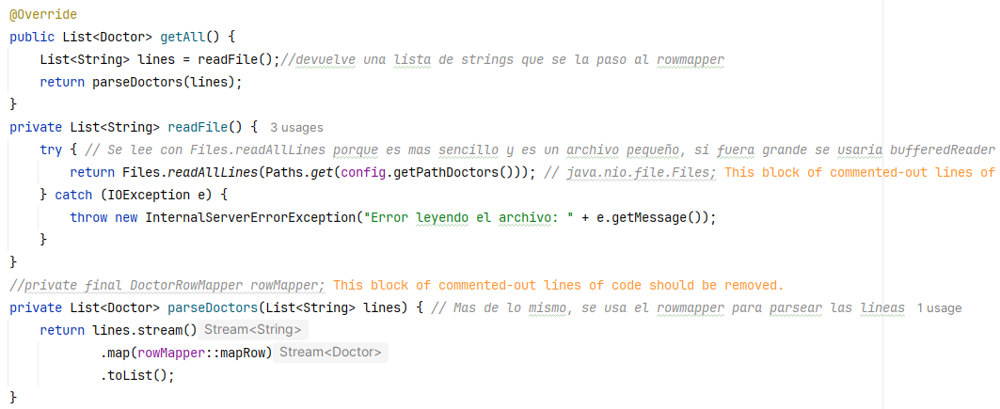 @Override
public List<Doctor> getAll() {
List<String> lines = readFile();//devuelve una lista de strings que se la paso al rowmapper
return parseDoctors(lines);
}
private List<String> readFile() { 3 usages
try { // Se lee con Files.readAllLines porque es mas sencillo y es un archivo pequeño, si fuera grande se usaria bufferedReader
return Files.readAllLines(Paths.get(config.getPathDoctors())); // java.nio.file.Files; This block of commented-out lines of
} catch (IOException e) {
throw new InternalServerErrorException("Error leyendo el archivo: " + e.getMessage());
}
}
//private final DoctorRowMapper rowMapper; This block of commented-out lines of code should be removed.
private List<Doctor> parseDoctors(List<String> lines) { // Mas de lo mismo, se usa el rowmapper para parsear las lineas 1 usage
return lines.stream() Stream<String>
.map(rowMapper::mapRow) Stream<Doctor>
.toList();
}